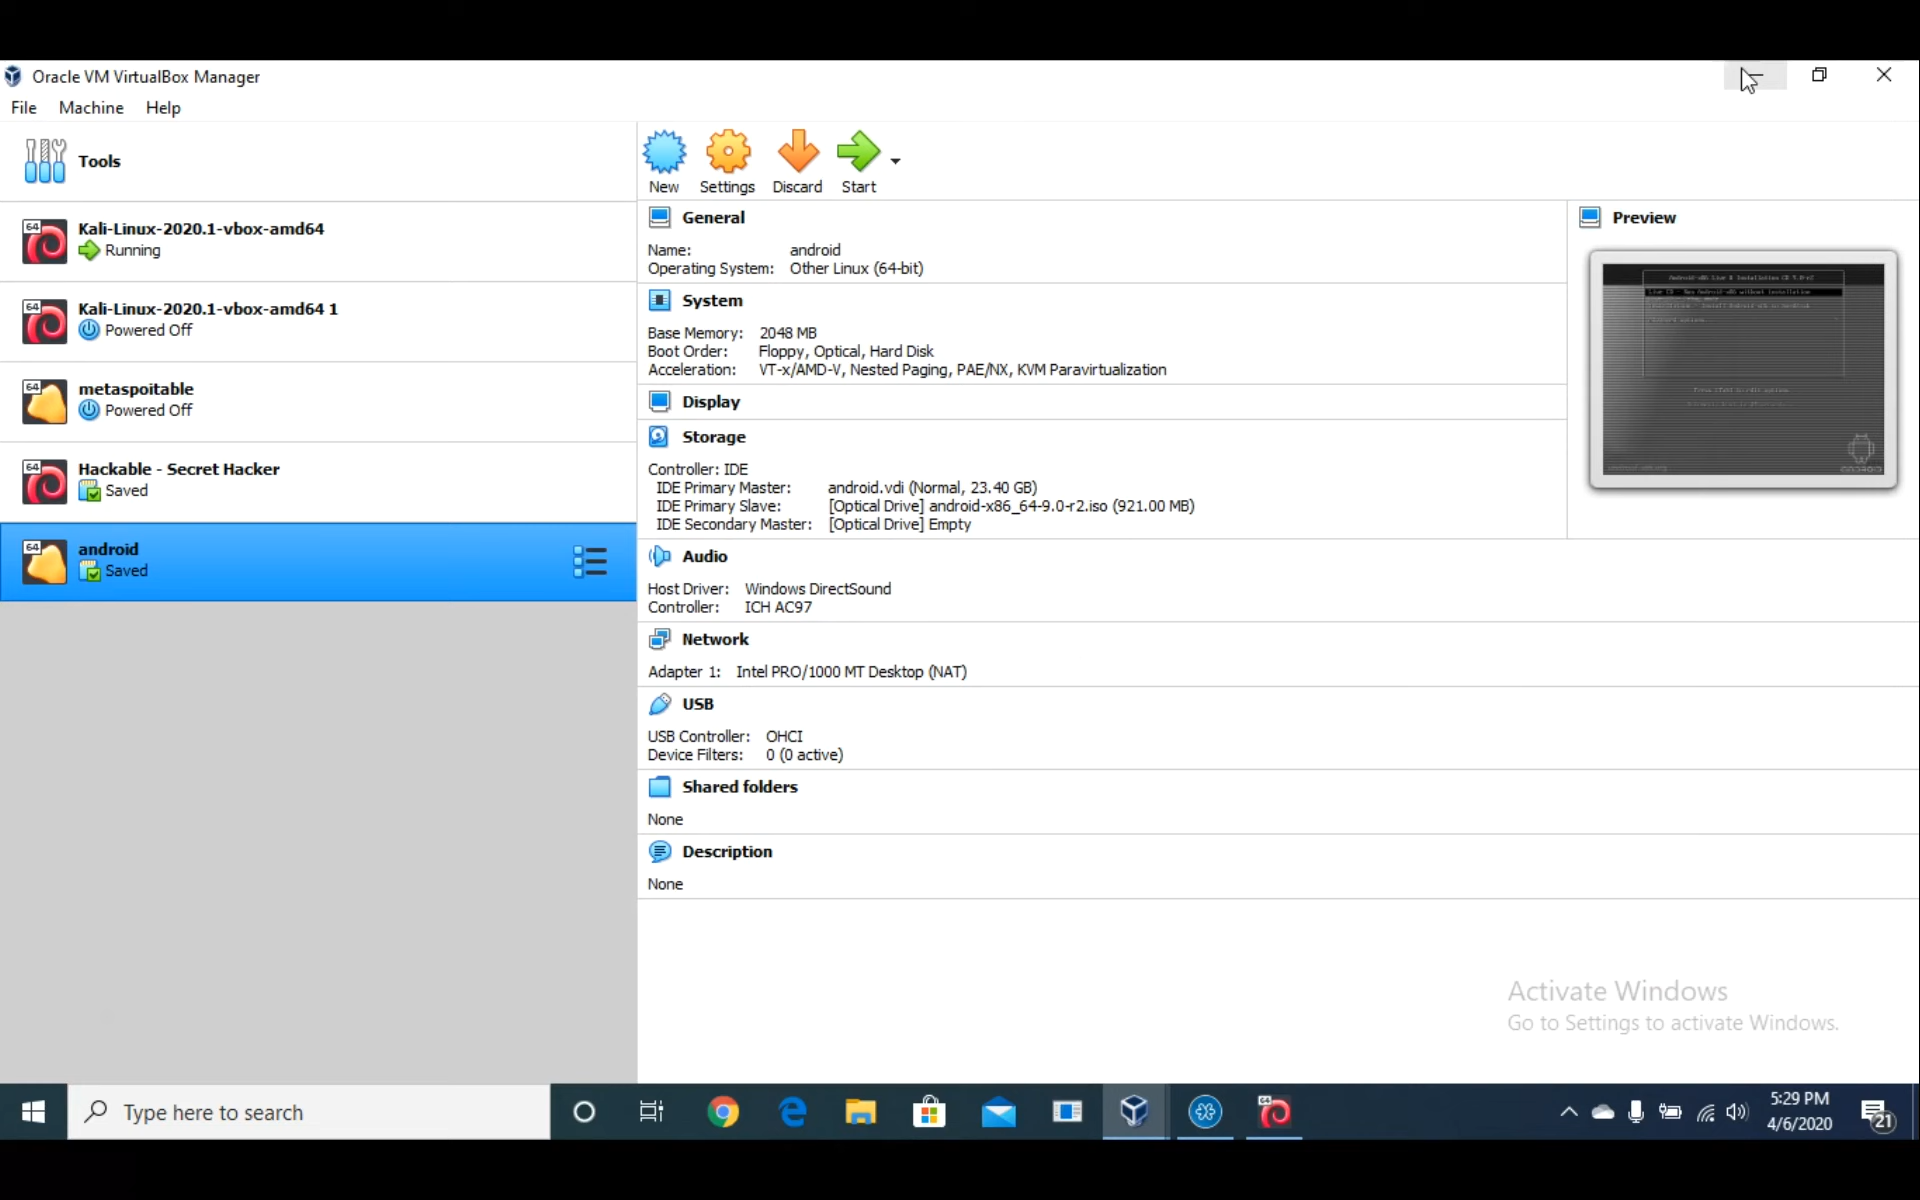 Oracle VM VirtualBox Manager
File Machine Help
Tools
New Settings Discard Start
64 Kali-Linux-2020.1-vbox-amd64
Running
64 Kali-Linux-2020.1-vbox-amd64 1
Powered Off
64 metaspoitable
Powered Off
64 Hackable - Secret Hacker
Saved
64 android
Saved
General
Name: android
Operating System: Other Linux (64-bit)
System
Base Memory: 2048 MB
Boot Order: Floppy, Optical, Hard Disk
Acceleration: VT-x/AMD-V, Nested Paging, PAE/NX, KVM Paravirtualization
Display
Storage
Controller: IDE
IDE Primary Master: android.vdi (Normal, 23.40 GB)
IDE Primary Slave: [Optical Drive] android-x86_64-9.0-r2.iso (921.00 MB)
IDE Secondary Master: [Optical Drive] Empty
Audio
Host Driver: Windows DirectSound
Controller: ICH AC97
Network
Adapter 1: Intel PRO/1000 MT Desktop (NAT)
USB
USB Controller: OHCI
Device Filters: 0 (0 active)
Shared folders
None
Description
None
Preview
Activate Windows
Go to Settings to activate Windows.
Type here to search
64
5:29 PM
4/6/2020
21